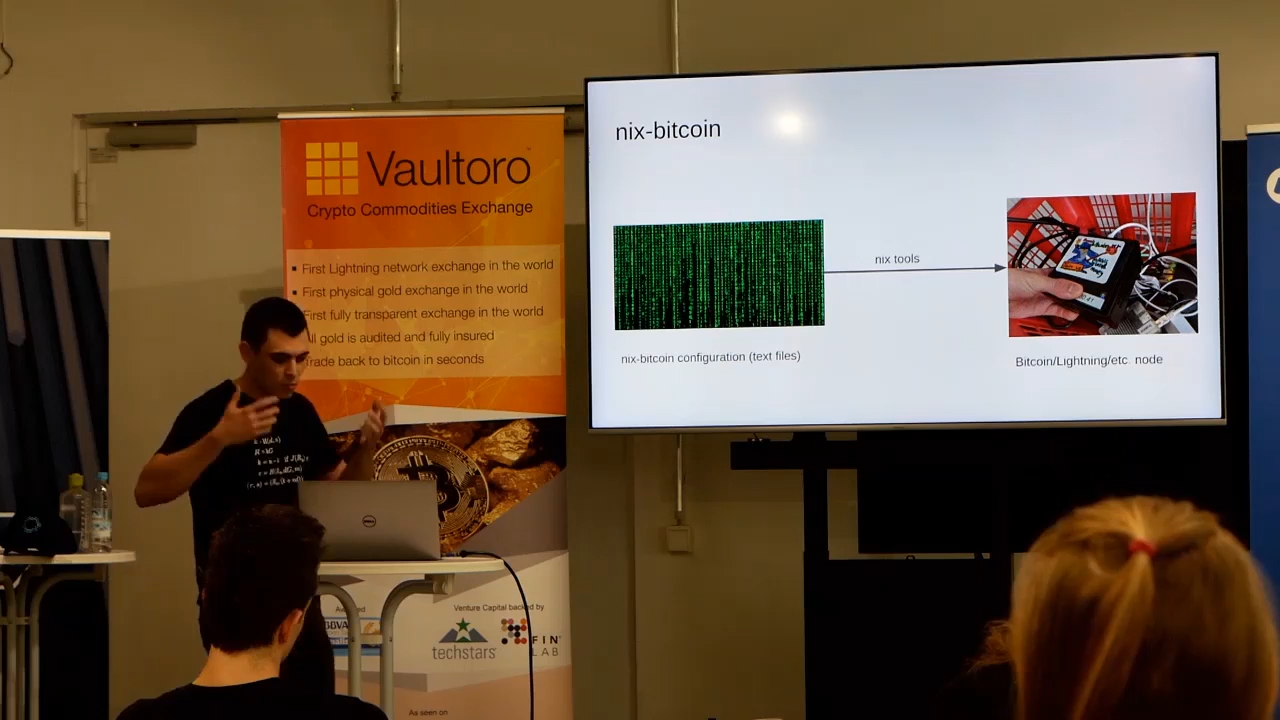 Vaultoro
Crypto Commodities Exchange
First Lightning network exchange in the world
First physical gold exchange in the world
First fully transparent exchange in the world
ll gold is audited and fully insured
rade back to bitcoin in seconds
Venture Capital backed by
techstars
FIN
LAB
BBVA
As seen on
DELL
nix-bitcoin
nix tools
nix-bitcoin configuration (text files)
Bitcoin/Lightning/etc. node